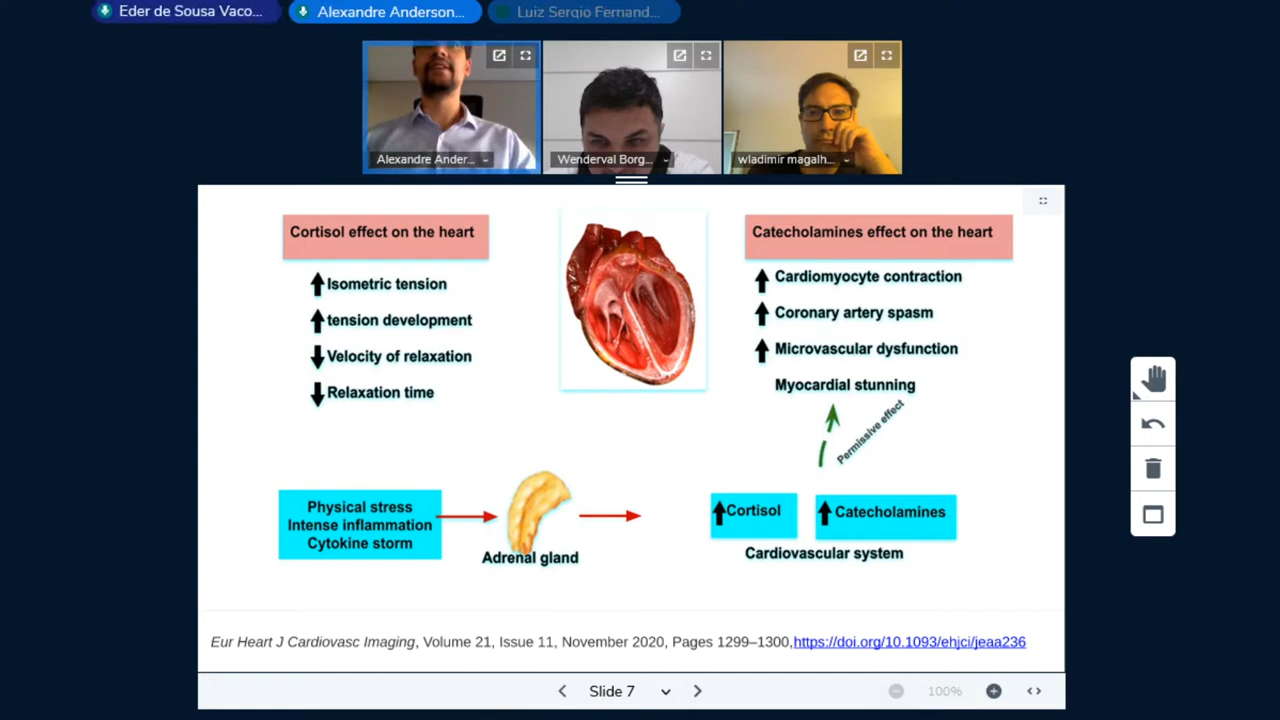 Eder de Sousa Vaco...
Alexandre Anderson...
Luiz Sergio Fernand...
Alexandre Ander...
Wenderval Borg...
wladimir magalh...
Cortisol effect on the heart
Isometric tension
tension development
Velocity of relaxation
Relaxation time
Catecholamines effect on the heart
Cardiomyocyte contraction
Coronary artery spasm
Microvascular dysfunction
Myocardial stunning
Permissive effect
Physical stress
Intense inflammation
Cytokine storm
Adrenal gland
Cortisol
Catecholamines
Cardiovascular system
Eur Heart J Cardiovasc Imaging, Volume 21, Issue 11, November 2020, Pages 1299–1300,https://doi.org/10.1093/ehjci/jeaa236
Slide 7
100%